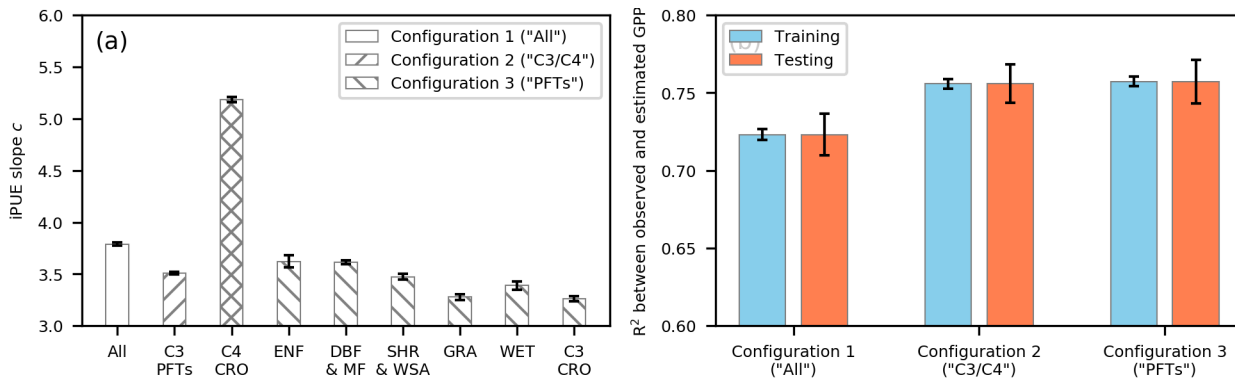 (a)
Configuration 1 ("All")
Configuration 2 ("C3/C4")
Configuration 3 ("PFTs")
iPUE slope c
6.0
5.5
5.0
4.5
4.0
3.5
3.0
All
C3 PFTs
C4 CRO
ENF
DBF & MF
SHR & WSA
GRA
WET
C3 CRO
(b)
Training
Testing
R² between observed and estimated GPP
0.80
0.75
0.70
0.65
0.60
Configuration 1
("All")
Configuration 2
("C3/C4")
Configuration 3
("PFTs")